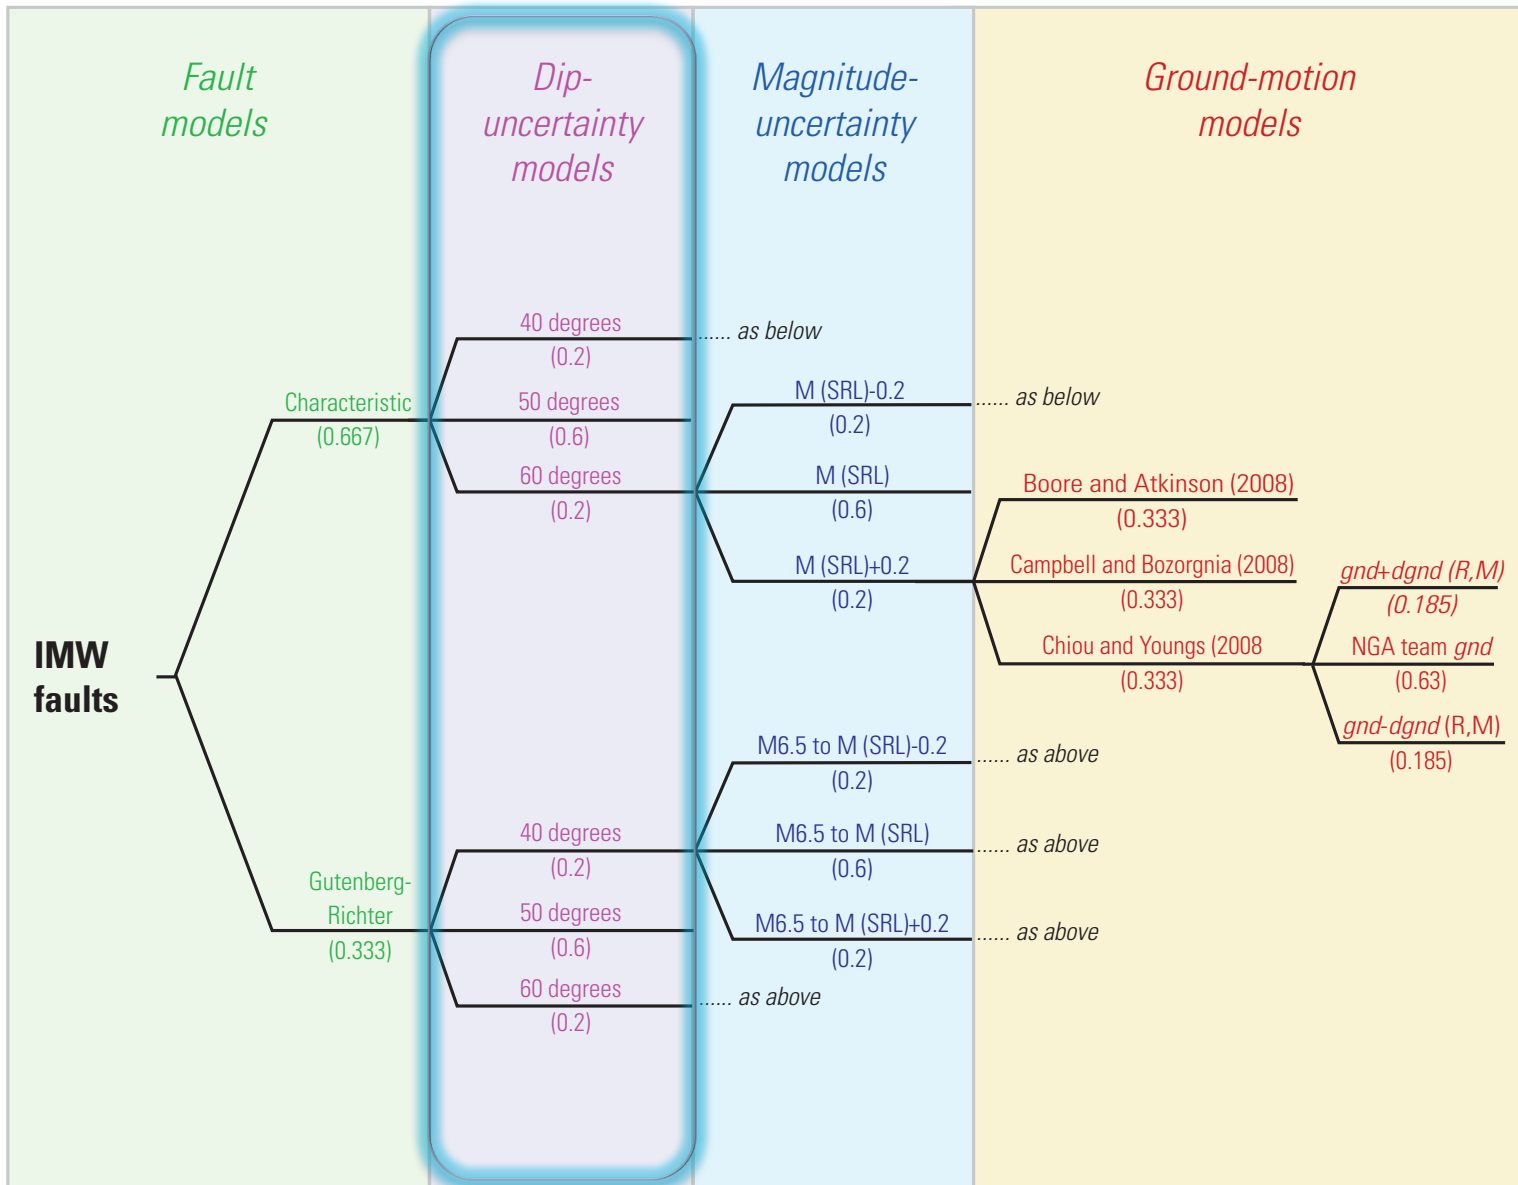 Fault
models
Dip-
uncertainty
models
Magnitude-
uncertainty
models
Ground-motion
models
IMW
faults
Characteristic
(0.667)
Gutenberg-
Richter
(0.333)
40 degrees
(0.2)
50 degrees
(0.6)
60 degrees
(0.2)
40 degrees
(0.2)
50 degrees
(0.6)
60 degrees
(0.2)
...... as below
M (SRL)-0.2
(0.2)
M (SRL)
(0.6)
M (SRL)+0.2
(0.2)
M6.5 to M (SRL)-0.2
(0.2)
M6.5 to M (SRL)
(0.6)
M6.5 to M (SRL)+0.2
(0.2)
...... as above
...... as below
Boore and Atkinson (2008)
(0.333)
Campbell and Bozorgnia (2008)
(0.333)
Chiou and Youngs (2008
(0.333)
gnd+dgnd (R,M)
(0.185)
NGA team gnd
(0.63)
gnd-dgnd (R,M)
(0.185)
...... as above
...... as above
...... as above